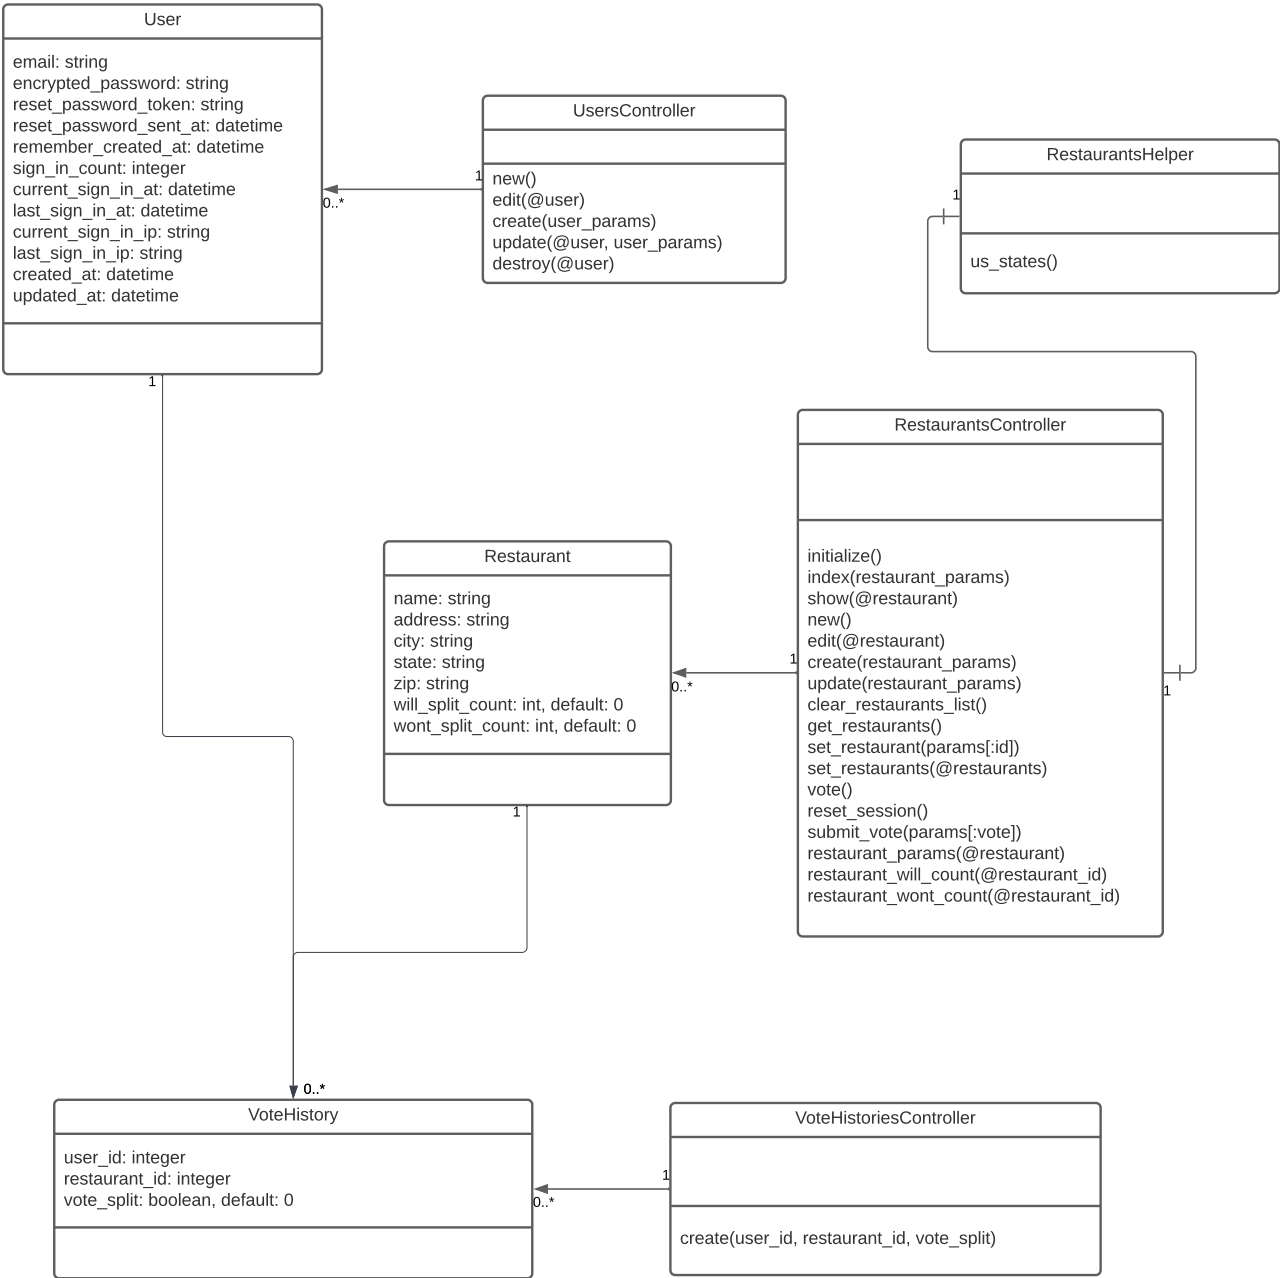 User
email: string
encrypted_password: string
reset_password_token: string
reset_password_sent_at: datetime
remember_created_at: datetime
sign_in_count: integer
current_sign_in_at: datetime
last_sign_in_at: datetime
current_sign_in_ip: string
last_sign_in_ip: string
created_at: datetime
updated_at: datetime
1
0..*
1
UsersController
new()
edit(@user)
create(user_params)
update(@user, user_params)
destroy(@user)
RestaurantsHelper
1
us_states()
RestaurantsController
initialize()
index(restaurant_params)
show(@restaurant)
new()
edit(@restaurant)
create(restaurant_params)
update(restaurant_params)
clear_restaurants_list()
get_restaurants()
set_restaurant(params[:id])
set_restaurants(@restaurants)
vote()
reset_session()
submit_vote(params[:vote])
restaurant_params(@restaurant)
restaurant_will_count(@restaurant_id)
restaurant_wont_count(@restaurant_id)
1
1
0..*
Restaurant
name: string
address: string
city: string
state: string
zip: string
will_split_count: int, default: 0
wont_split_count: int, default: 0
1
0..*
VoteHistory
user_id: integer
restaurant_id: integer
vote_split: boolean, default: 0
0..*
1
VoteHistoriesController
create(user_id, restaurant_id, vote_split)